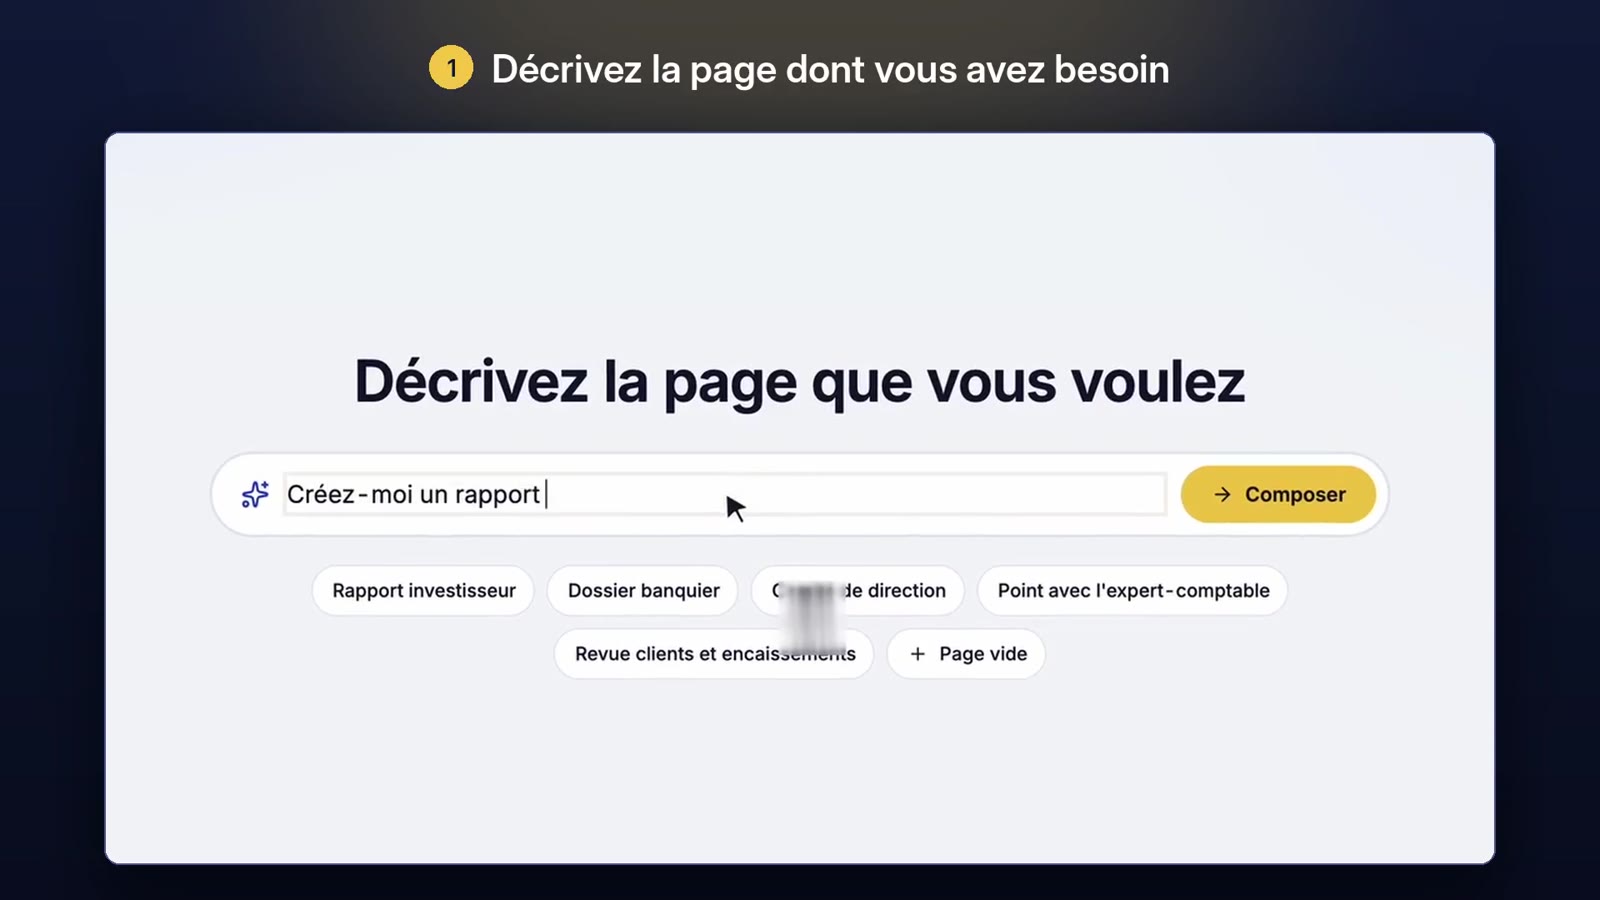 1 Décrivez la page dont vous avez besoin
Décrivez la page que vous voulez
Créez-moi un rapport
Composer
Rapport investisseur
Dossier banquier
de direction
Point avec l'expert-comptable
Revue clients et encaissements
+ Page vide